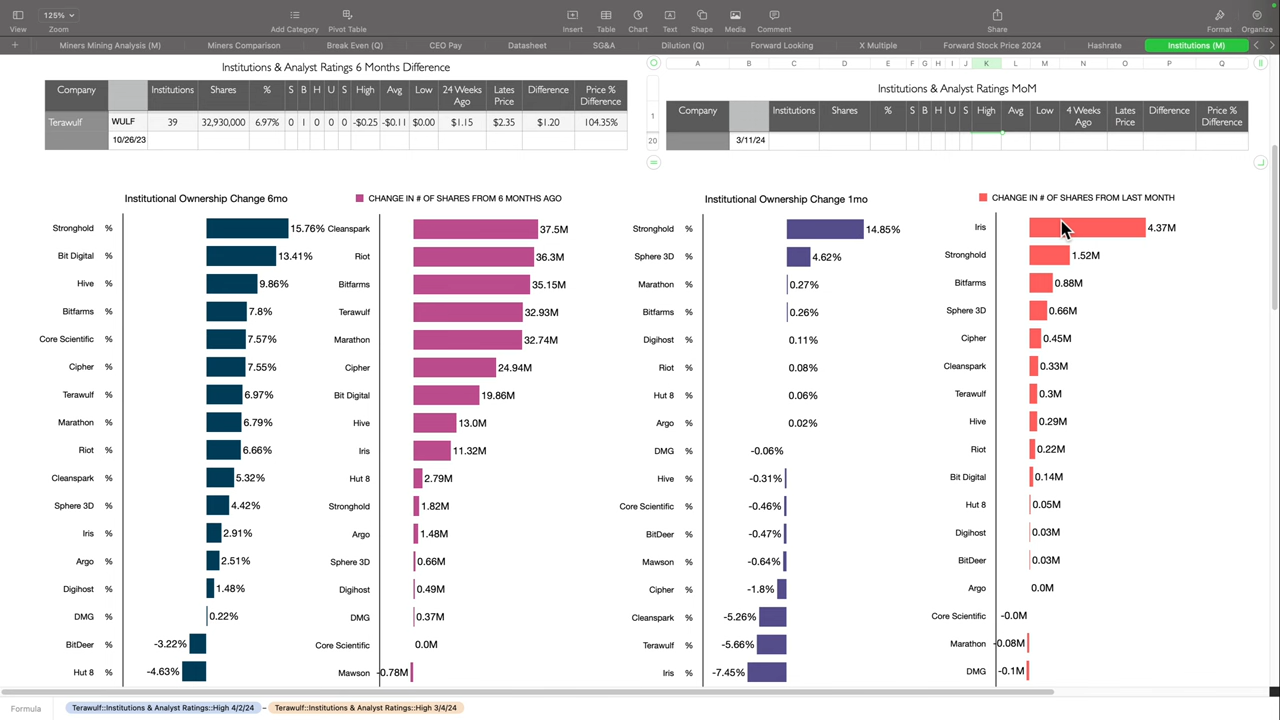 125%
View Zoom Add Category Pivot Table Insert Table Chart Text Shape Media Comment Share Format Organize
Miners Mining Analysis (M) Miners Comparison Break Even (Q) CEO Pay Datasheet SG&A Dilution (Q) Forward Looking X Multiple Forward Stock Price 2024 Hashrate Institutions (M)
Institutions & Analyst Ratings 6 Months Difference
Company Institutions Shares % S B H M U S High Avg Low 24 Weeks Ago Lates Price Difference Price % Difference
Terawulf WULF 39 32,930,000 6.97% 0 1 0 0 0 0 -$0.25 -$0.11 $0.00 $1.15 $2.35 $1.20 104.35%
10/26/23
A B C D E F G H I J K L M N O P Q
Institutions & Analyst Ratings MoM
1 Company Institutions Shares % S B H M U S High Avg Low 4 Weeks Ago Lates Price Difference Price % Difference
20 3/11/24
Institutional Ownership Change 6mo
Stronghold % 15.76%
Bit Digital % 13.41%
Hive % 9.86%
Bitfarms % 7.8%
Core Scientific % 7.57%
Cipher % 7.55%
Terawulf % 6.97%
Marathon % 6.79%
Riot % 6.66%
Cleanspark % 5.32%
Sphere 3D % 4.42%
Iris % 2.91%
Argo % 2.51%
Digihost % 1.48%
DMG % 0.22%
BitDeer % -3.22%
Hut 8 % -4.63%
CHANGE IN # OF SHARES FROM 6 MONTHS AGO
Cleanspark 37.5M
Riot 36.3M
Bitfarms 35.15M
Terawulf 32.93M
Marathon 32.74M
Cipher 24.94M
Bit Digital 19.86M
Hive 13.0M
Iris 11.32M
Hut 8 2.79M
Stronghold 1.82M
Argo 1.48M
Sphere 3D 0.66M
Digihost 0.49M
DMG 0.37M
Core Scientific 0.0M
Mawson -0.78M
Institutional Ownership Change 1mo
Stronghold % 14.85%
Sphere 3D % 4.62%
Marathon % 0.27%
Bitfarms % 0.26%
Digihost % 0.11%
Riot % 0.08%
Hut 8 % 0.06%
Argo % 0.02%
DMG % -0.06%
Hive % -0.31%
Core Scientific % -0.46%
BitDeer % -0.47%
Mawson % -0.64%
Cipher % -1.8%
Cleanspark % -5.26%
Terawulf % -5.66%
Iris % -7.45%
CHANGE IN # OF SHARES FROM LAST MONTH
Iris 4.37M
Stronghold 1.52M
Bitfarms 0.88M
Sphere 3D 0.66M
Cipher 0.45M
Cleanspark 0.33M
Terawulf 0.3M
Hive 0.29M
Riot 0.22M
Bit Digital 0.14M
Hut 8 0.05M
Digihost 0.03M
BitDeer 0.03M
Argo 0.0M
Core Scientific -0.0M
Marathon -0.08M
DMG -0.1M
Formula Terawulf::Institutions & Analyst Ratings::High 4/2/24 – Terawulf::Institutions & Analyst Ratings::High 3/4/24